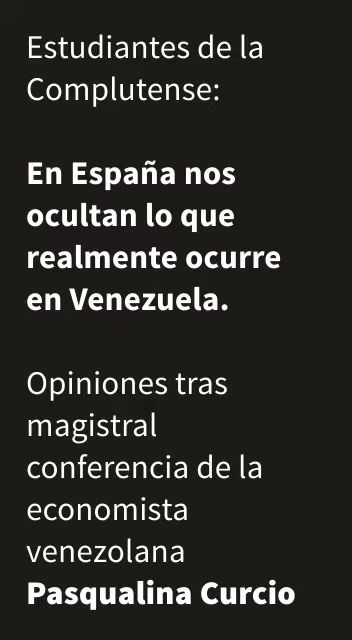 Estudiantes de la
Complutense:
En España nos
ocultan lo que
realmente ocurre
en Venezuela.
Opiniones tras
magistral
conferencia de la
economista
venezolana
Pasqualina Curcio